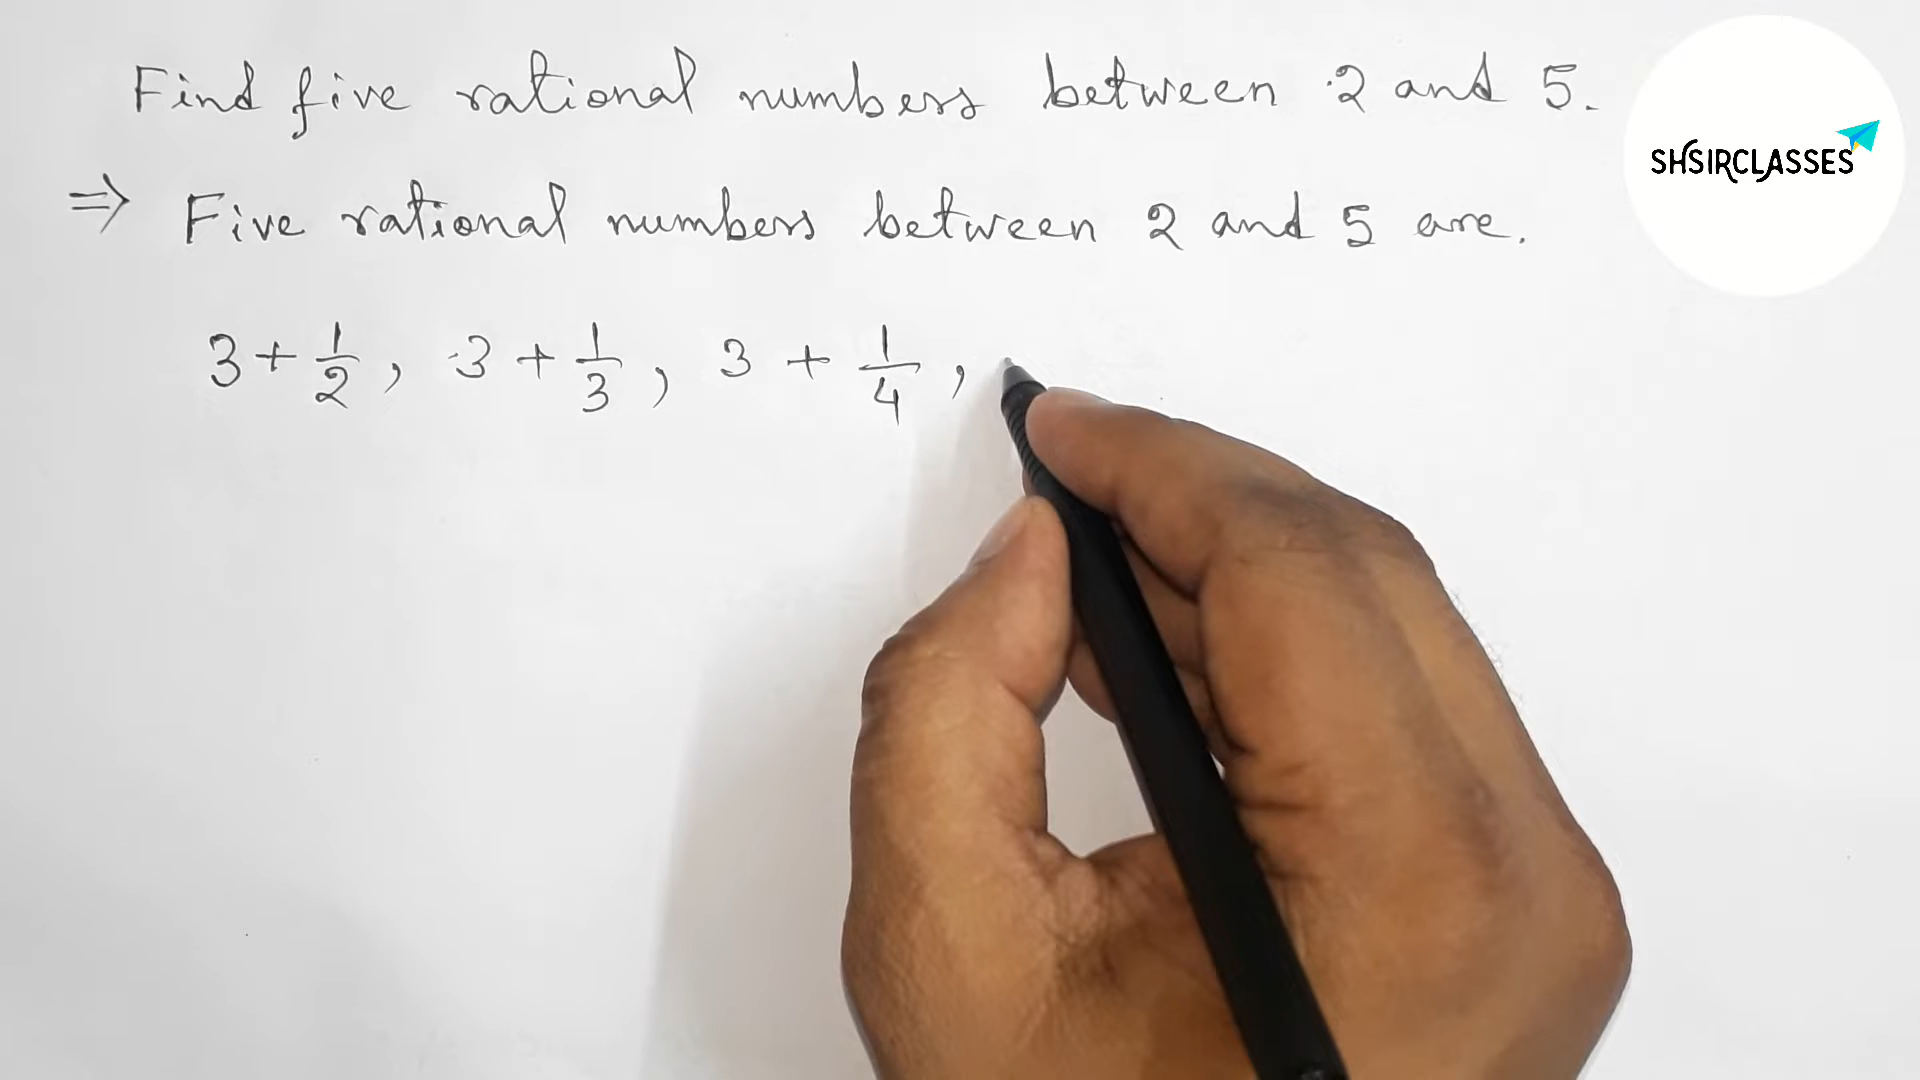 Find five rational numbers between 2 and 5.
SHSIRCLASSES
⇒ Five rational numbers between 2 and 5 are.
3 + 1/2, 3 + 1/3, 3 + 1/4,